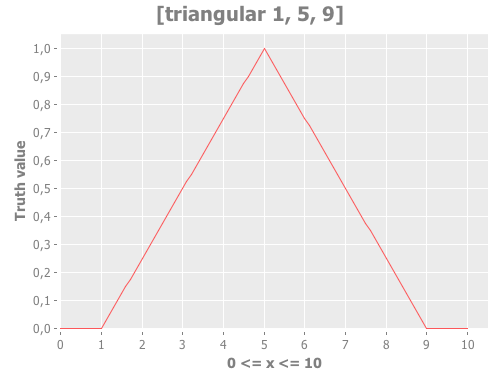 [triangular 1, 5, 9]
Truth value
1,0
0,9
0,8
0,7
0,6
0,5
0,4
0,3
0,2
0,1
0,0
0 1 2 3 4 5 6 7 8 9 10
0 <= x <= 10